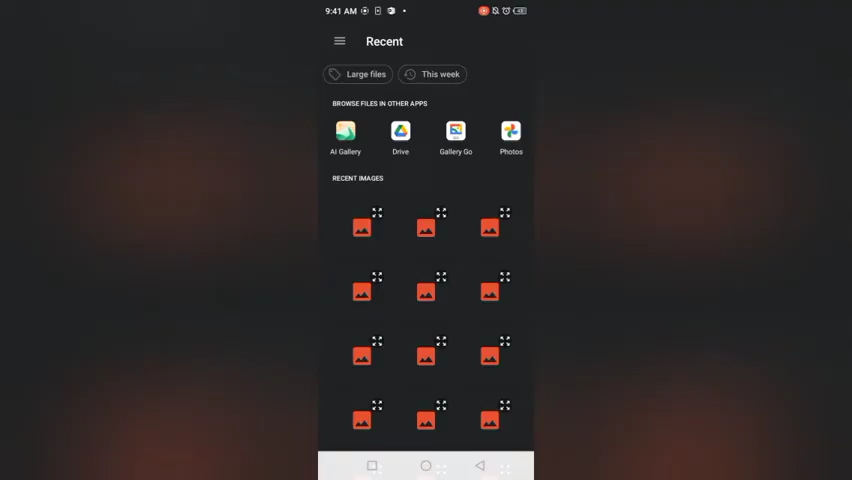 9:41 AM
Recent
Large files
This week
BROWSE FILES IN OTHER APPS
AI Gallery
Drive
Gallery Go
Photos
RECENT IMAGES